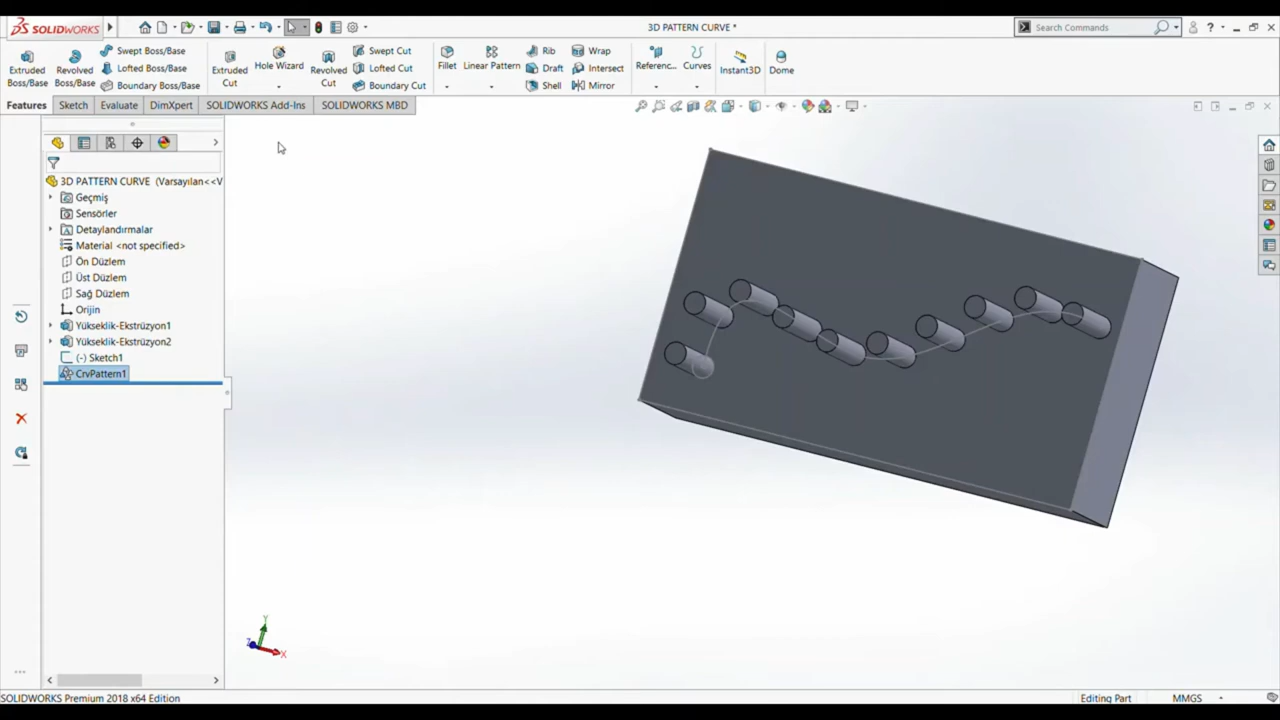 SOLIDWORKS
3D PATTERN CURVE *
Search Commands
Extruded Boss/Base
Revolved Boss/Base
Swept Boss/Base
Lofted Boss/Base
Boundary Boss/Base
Extruded Cut
Hole Wizard
Revolved Cut
Swept Cut
Lofted Cut
Boundary Cut
Fillet
Linear Pattern
Rib
Draft
Shell
Wrap
Intersect
Mirror
Referenc...
Curves
Instant3D
Dome
Features
Sketch
Evaluate
DimXpert
SOLIDWORKS Add-Ins
SOLIDWORKS MBD
3D PATTERN CURVE (Varsayılan<<V
Geçmiş
Sensörler
Detaylandırmalar
Material <not specified>
Ön Düzlem
Üst Düzlem
Sağ Düzlem
Orijin
Yükseklik-Ekstrüzyon1
Yükseklik-Ekstrüzyon2
(-) Sketch1
CrvPattern1
Y
Z
X
SOLIDWORKS Premium 2018 x64 Edition
Editing Part
MMGS